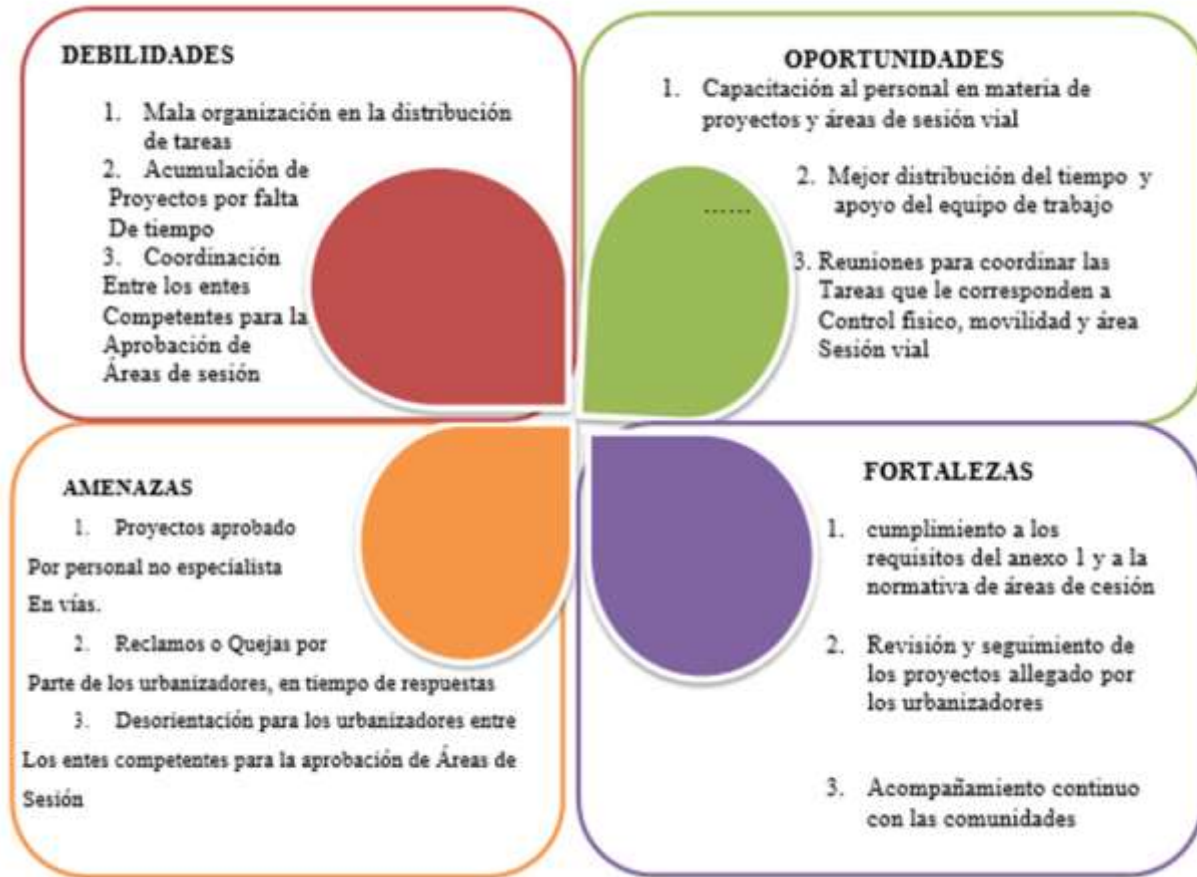 DEBILIDADES
1. Mala organización en la distribución
de tareas
2. Acumulación de
Proyectos por falta
De tiempo
3. Coordinación
Entre los entes
Competentes para la
Aprobación de
Áreas de sesión
OPORTUNIDADES
1. Capacitación al personal en materia de
proyectos y áreas de sesión vial
2. Mejor distribución del tiempo y
apoyo del equipo de trabajo
......
3. Reuniones para coordinar las
Tareas que le corresponden a
Control físico, movilidad y área
Sesión vial
AMENAZAS
1. Proyectos aprobado
Por personal no especialista
En vías.
2. Reclamos o Quejas por
Parte de los urbanizadores, en tiempo de respuestas
3. Desorientación para los urbanizadores entre
Los entes competentes para la aprobación de Áreas de
Sesión
FORTALEZAS
1. cumplimiento a los
requisitos del anexo 1 y a la
normativa de áreas de cesión
2. Revisión y seguimiento de
los proyectos allegado por
los urbanizadores
3. Acompañamiento continuo
con las comunidades